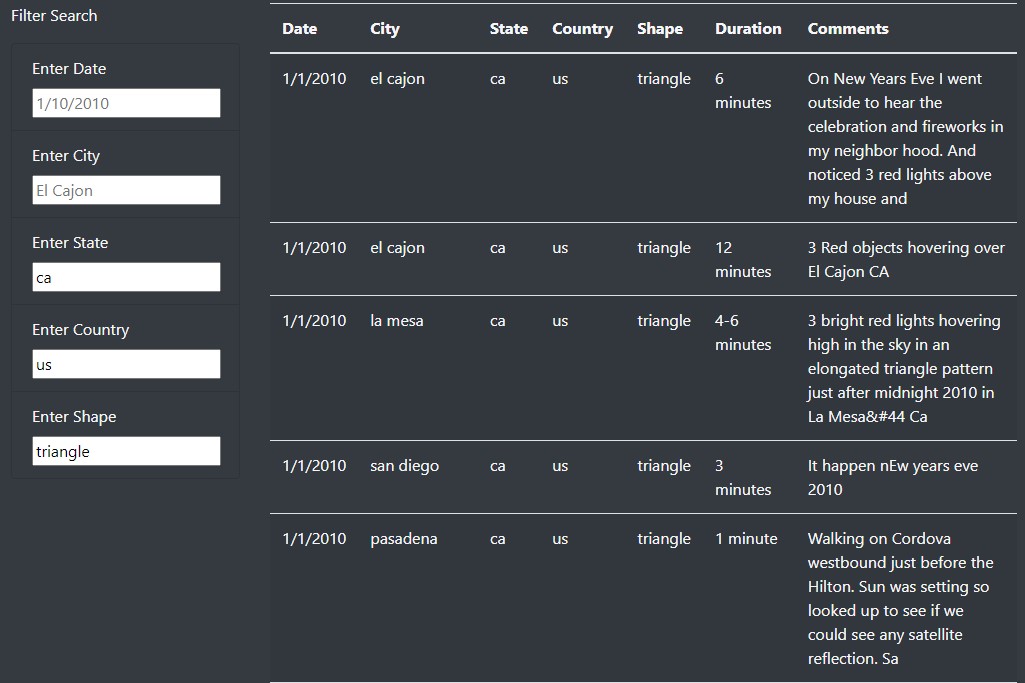 Filter Search
Enter Date
1/10/2010
Enter City
El Cajon
Enter State
ca
Enter Country
us
Enter Shape
triangle
Date City State Country Shape Duration Comments
1/1/2010 el cajon ca us triangle 6 On New Years Eve I went
minutes outside to hear the
celebration and fireworks in
my neighbor hood. And
noticed 3 red lights above
my house and
1/1/2010 el cajon ca us triangle 12 3 Red objects hovering over
minutes El Cajon CA
1/1/2010 la mesa ca us triangle 4-6 3 bright red lights hovering
minutes high in the sky in an
elongated triangle pattern
just after midnight 2010 in
La Mesa&#44 Ca
1/1/2010 san diego ca us triangle 3 It happen nEw years eve
minutes 2010
1/1/2010 pasadena ca us triangle 1 minute Walking on Cordova
westbound just before the
Hilton. Sun was setting so
looked up to see if we
could see any satellite
reflection. Sa